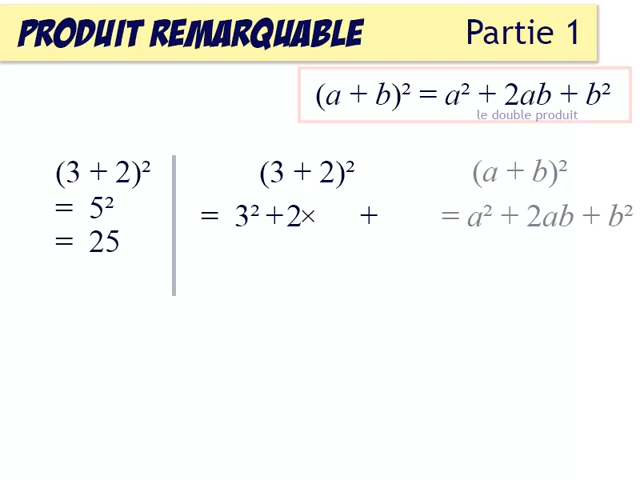 PRODUIT REMARQUABLE Partie 1
(a + b)² = a² + 2ab + b²
le double produit
(3 + 2)² (3 + 2)² (a + b)²
= 5² = 3² + 2× + = a² + 2ab + b²
= 25